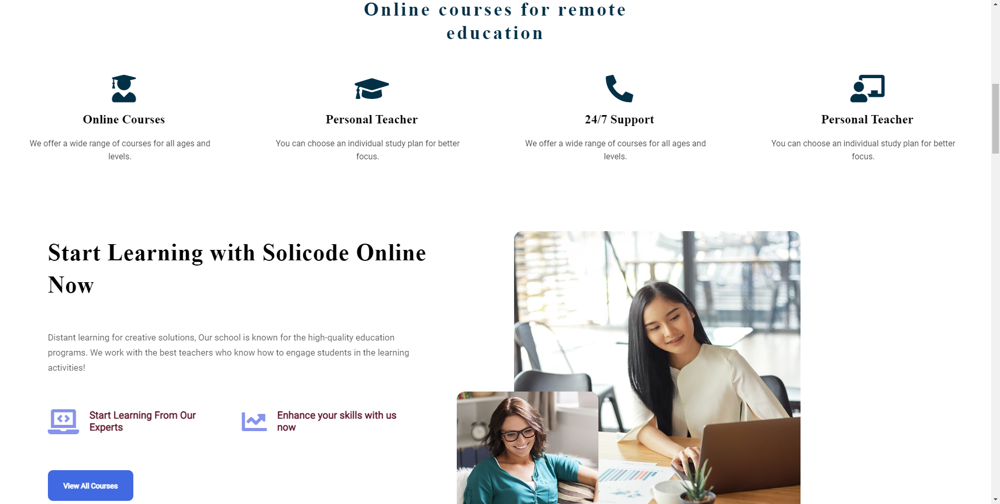 Online courses for remote
education
Online Courses
We offer a wide range of courses for all ages and
levels.
Personal Teacher
You can choose an individual study plan for better
focus.
24/7 Support
We offer a wide range of courses for all ages and
levels.
Personal Teacher
You can choose an individual study plan for better
focus.
Start Learning with Solicode Online
Now
Distant learning for creative solutions, Our school is known for the high-quality education
programs. We work with the best teachers who know how to engage students in the learning
activities!
Start Learning From Our
Experts
Enhance your skills with us
now
View All Courses